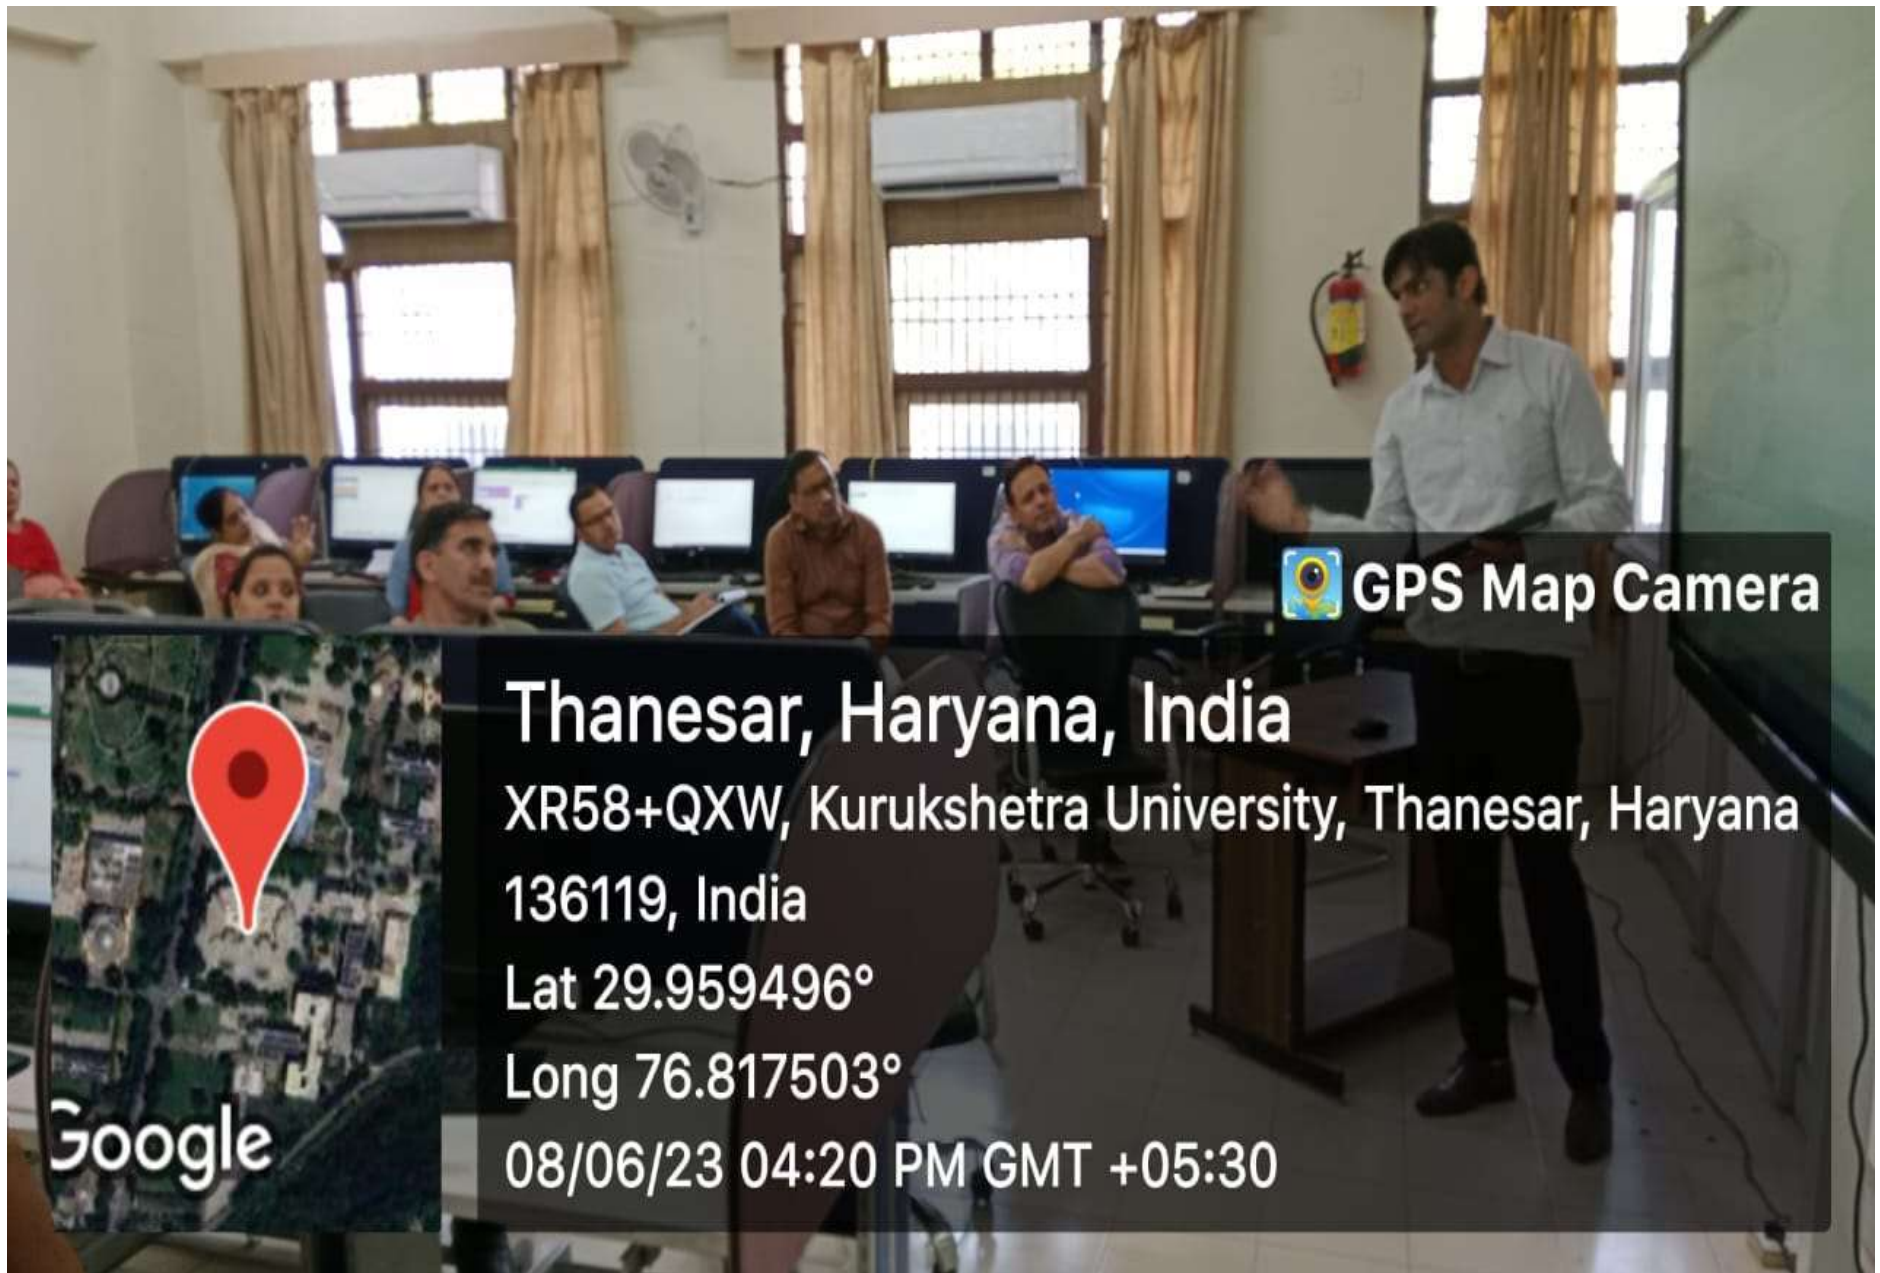 GPS Map Camera
Thanesar, Haryana, India
XR58+QXW, Kurukshetra University, Thanesar, Haryana
136119, India
Lat 29.959496°
Long 76.817503°
08/06/23 04:20 PM GMT +05:30
Google